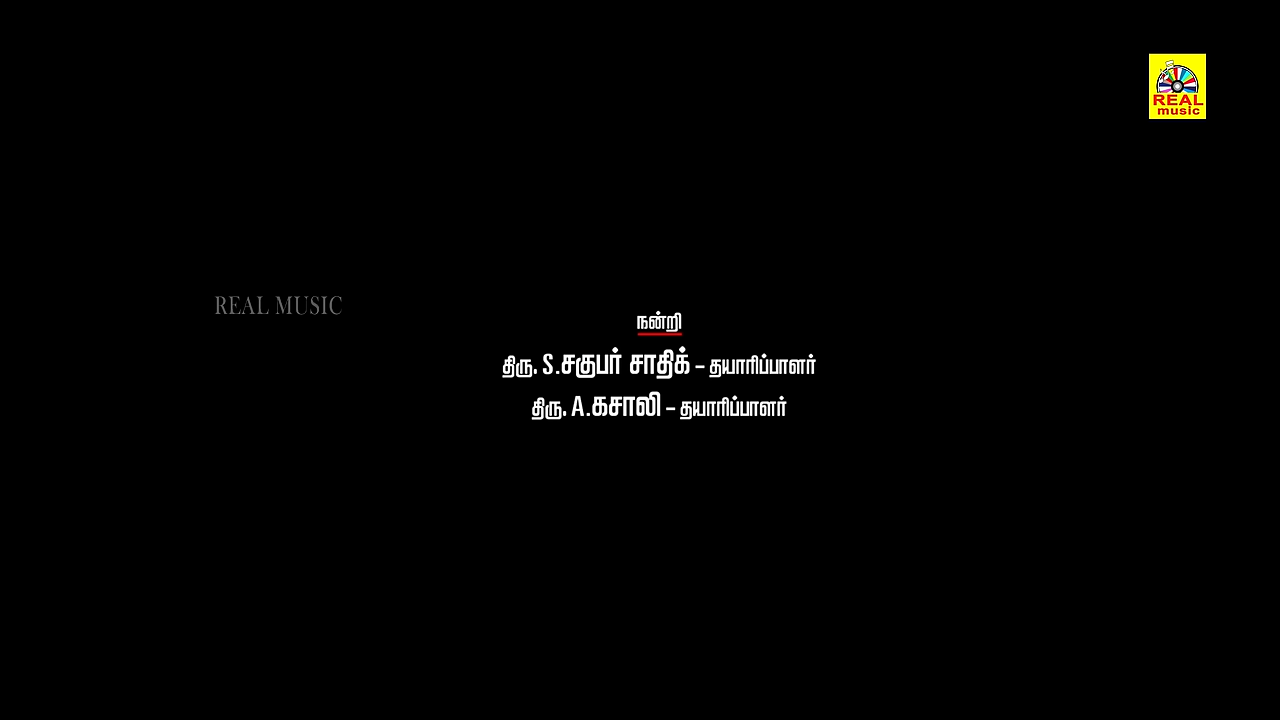 REAL
music
REAL MUSIC
நன்றி
திரு. S.சகுபர் சாதிக் – தயாரிப்பாளர்
திரு. A.கசாலி – தயாரிப்பாளர்